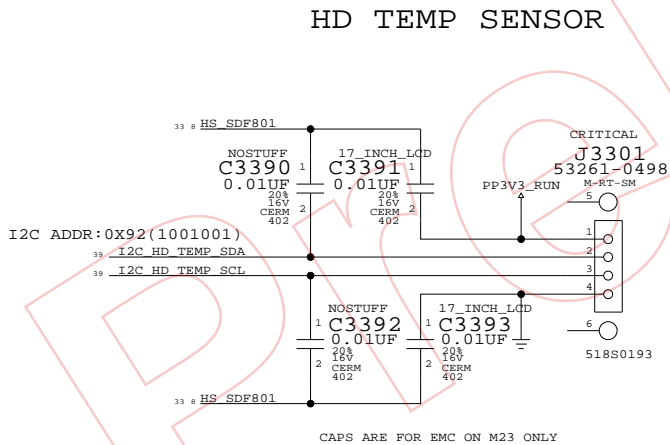 HD TEMP SENSOR
33 8 HS_SDF801
NOSTUFF
C3390
0.01UF
20%
16V
CERM
402
1
2
17_INCH_LCD
C3391
0.01UF
20%
16V
CERM
402
1
2
PP3V3_RUN
CRITICAL
J3301
53261-0498
M-RT-SM
5
1
2
3
4
6
518S0193
I2C ADDR:0X92(1001001)
39 I2C_HD_TEMP_SDA
39 I2C_HD_TEMP_SCL
NOSTUFF
C3392
0.01UF
20%
16V
CERM
402
1
2
17_INCH_LCD
C3393
0.01UF
20%
16V
CERM
402
1
2
33 8 HS_SDF801
CAPS ARE FOR EMC ON M23 ONLY
Pre